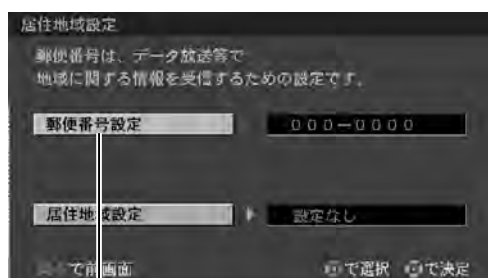 居住地域設定
郵便番号は、データ放送等で
地域に関する情報を受信するための設定です。
郵便番号設定 000－0000
居住地域設定 設定なし
で前画面 で選択 で決定